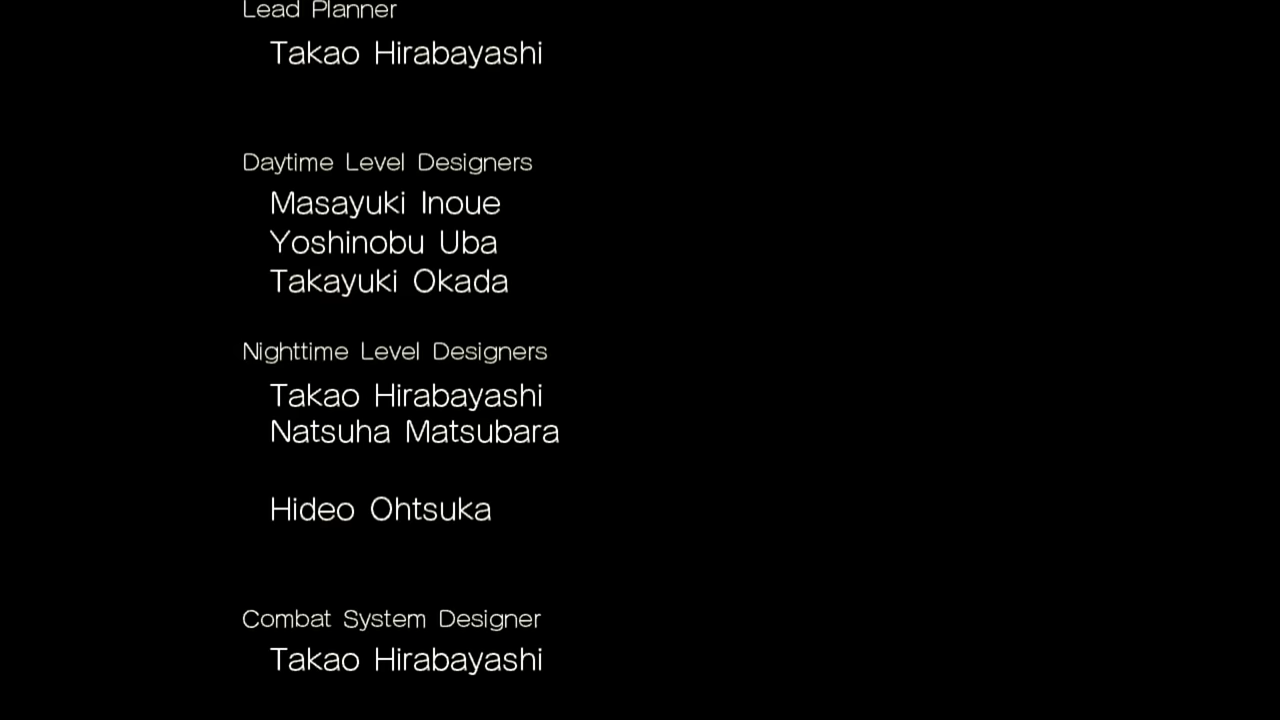 Lead Planner
Takao Hirabayashi
Daytime Level Designers
Masayuki Inoue
Yoshinobu Uba
Takayuki Okada
Nighttime Level Designers
Takao Hirabayashi
Natsuha Matsubara
Hideo Ohtsuka
Combat System Designer
Takao Hirabayashi